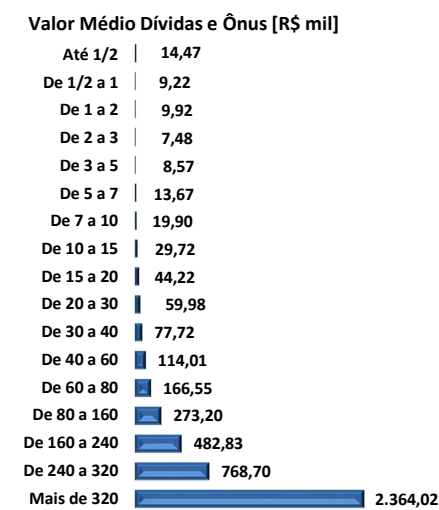 Valor Médio Dívidas e Ônus [R$ mil]
Até 1/2 14,47
De 1/2 a 1 9,22
De 1 a 2 9,92
De 2 a 3 7,48
De 3 a 5 8,57
De 5 a 7 13,67
De 7 a 10 19,90
De 10 a 15 29,72
De 15 a 20 44,22
De 20 a 30 59,98
De 30 a 40 77,72
De 40 a 60 114,01
De 60 a 80 166,55
De 80 a 160 273,20
De 160 a 240 482,83
De 240 a 320 768,70
Mais de 320 2.364,02